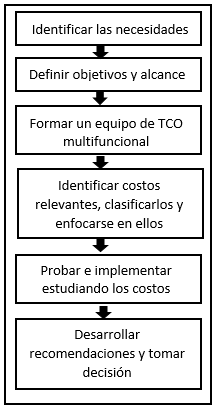 Identificar las necesidades
Definir objetivos y alcance
Formar un equipo de TCO
multifuncional
Identificar costos
relevantes, clasificarlos y
enfocarse en ellos
Probar e implementar
estudiando los costos
Desarrollar
recomendaciones y tomar
decisión